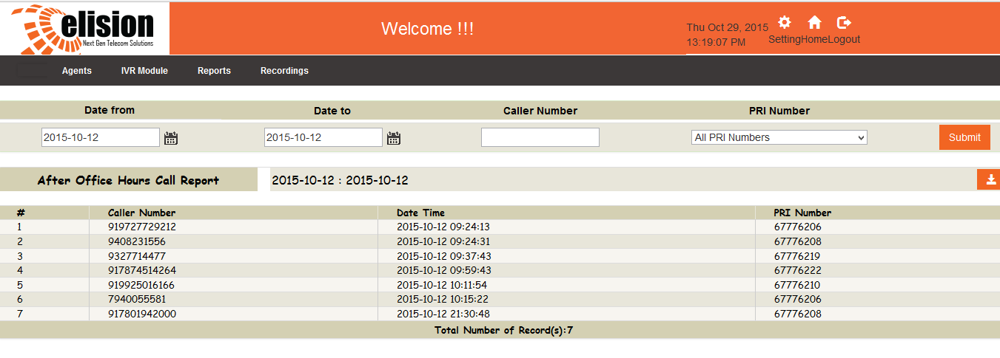 elision
Next Gen Telecom Solutions
Welcome !!!
Thu Oct 29, 2015
13:19:07 PM
Setting Home Logout
Agents IVR Module Reports Recordings
Date from Date to Caller Number PRI Number
2015-10-12 2015-10-12 All PRI Numbers Submit
After Office Hours Call Report 2015-10-12 : 2015-10-12
# Caller Number Date Time PRI Number
1 919727729212 2015-10-12 09:24:13 67776206
2 9408231556 2015-10-12 09:24:31 67776208
3 9327714477 2015-10-12 09:37:43 67776219
4 917874514264 2015-10-12 09:59:43 67776222
5 919925016166 2015-10-12 10:11:54 67776210
6 7940055581 2015-10-12 10:15:22 67776206
7 917801942000 2015-10-12 21:30:48 67776208
Total Number of Record(s):7